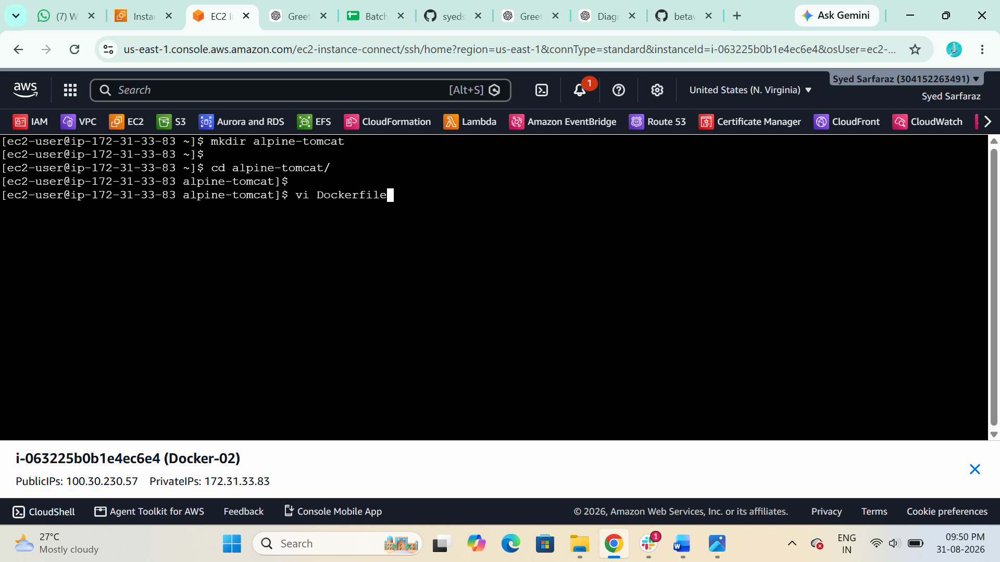 (7) W
Instar
EC2 I
Greet
Batch
syeds
Greet
Diagr
betav
Ask Gemini
us-east-1.console.aws.amazon.com/ec2-instance-connect/ssh/home?region=us-east-1&connType=standard&instanceId=i-063225b0b1e4ec6e4&osUser=ec2-...
aws
Search
[Alt+S]
1
United States (N. Virginia)
Syed Sarfaraz (304152263491)
Syed Sarfaraz
IAM
VPC
EC2
S3
Aurora and RDS
EFS
CloudFormation
Lambda
Amazon EventBridge
Route 53
Certificate Manager
CloudFront
CloudWatch
[ec2-user@ip-172-31-33-83 ~]$ mkdir alpine-tomcat
[ec2-user@ip-172-31-33-83 ~]$
[ec2-user@ip-172-31-33-83 ~]$ cd alpine-tomcat/
[ec2-user@ip-172-31-33-83 alpine-tomcat]$
[ec2-user@ip-172-31-33-83 alpine-tomcat]$ vi Dockerfile
i-063225b0b1e4ec6e4 (Docker-02)
PublicIPs: 100.30.230.57 PrivateIPs: 172.31.33.83
CloudShell
Agent Toolkit for AWS
Feedback
Console Mobile App
© 2026, Amazon Web Services, Inc. or its affiliates.
Privacy
Terms
Cookie preferences
27°C
Mostly cloudy
Search
1
ENG
IN
09:50 PM
31-08-2026